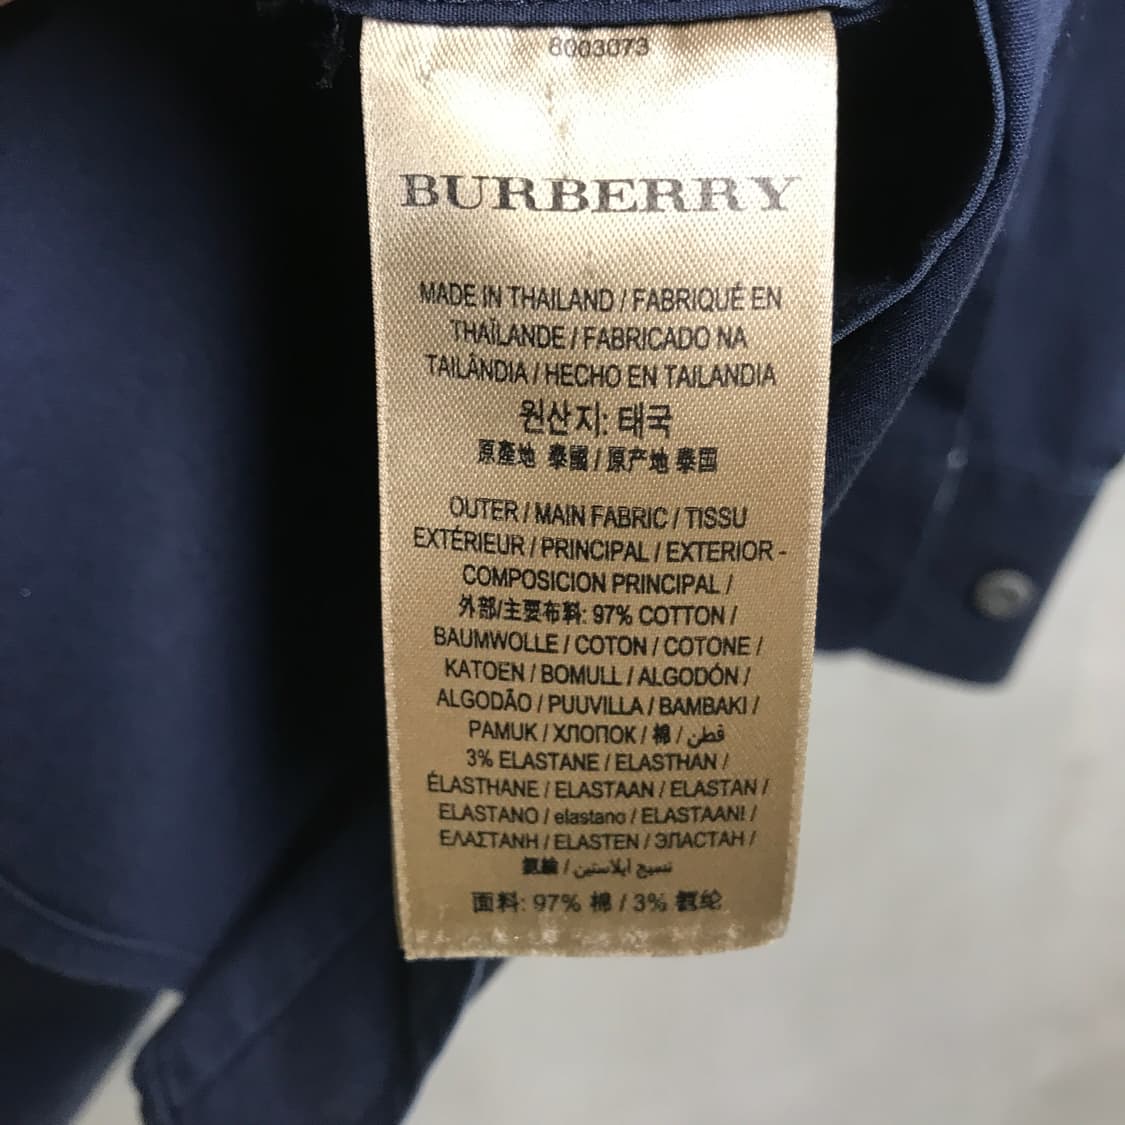 8003073
BURBERRY
MADE IN THAILAND / FABRIQUÉ EN
THAÏLANDE / FABRICADO NA
TAILÂNDIA / HECHO EN TAILANDIA
원산지: 태국
原產地 泰國 / 原产地 泰国
OUTER / MAIN FABRIC / TISSU
EXTÉRIEUR / PRINCIPAL / EXTERIOR -
COMPOSICION PRINCIPAL /
外部/主要布料: 97% COTTON /
BAUMWOLLE / COTON / COTONE /
KATOEN / BOMULL / ALGODÓN /
ALGODÃO / PUUVILLA / BAMBAKI /
PAMUK / ХЛОПОК / 棉 / قطن
3% ELASTANE / ELASTHAN /
ÉLASTHANE / ELASTAAN / ELASTAN /
ELASTANO / elastano / ELASTAANI /
ΕΛΑΣΤΑΝΗ / ELASTEN / ЭЛАСТАН /
氨綸 / نسيج ايلاستين
面料: 97% 棉 / 3% 氨纶